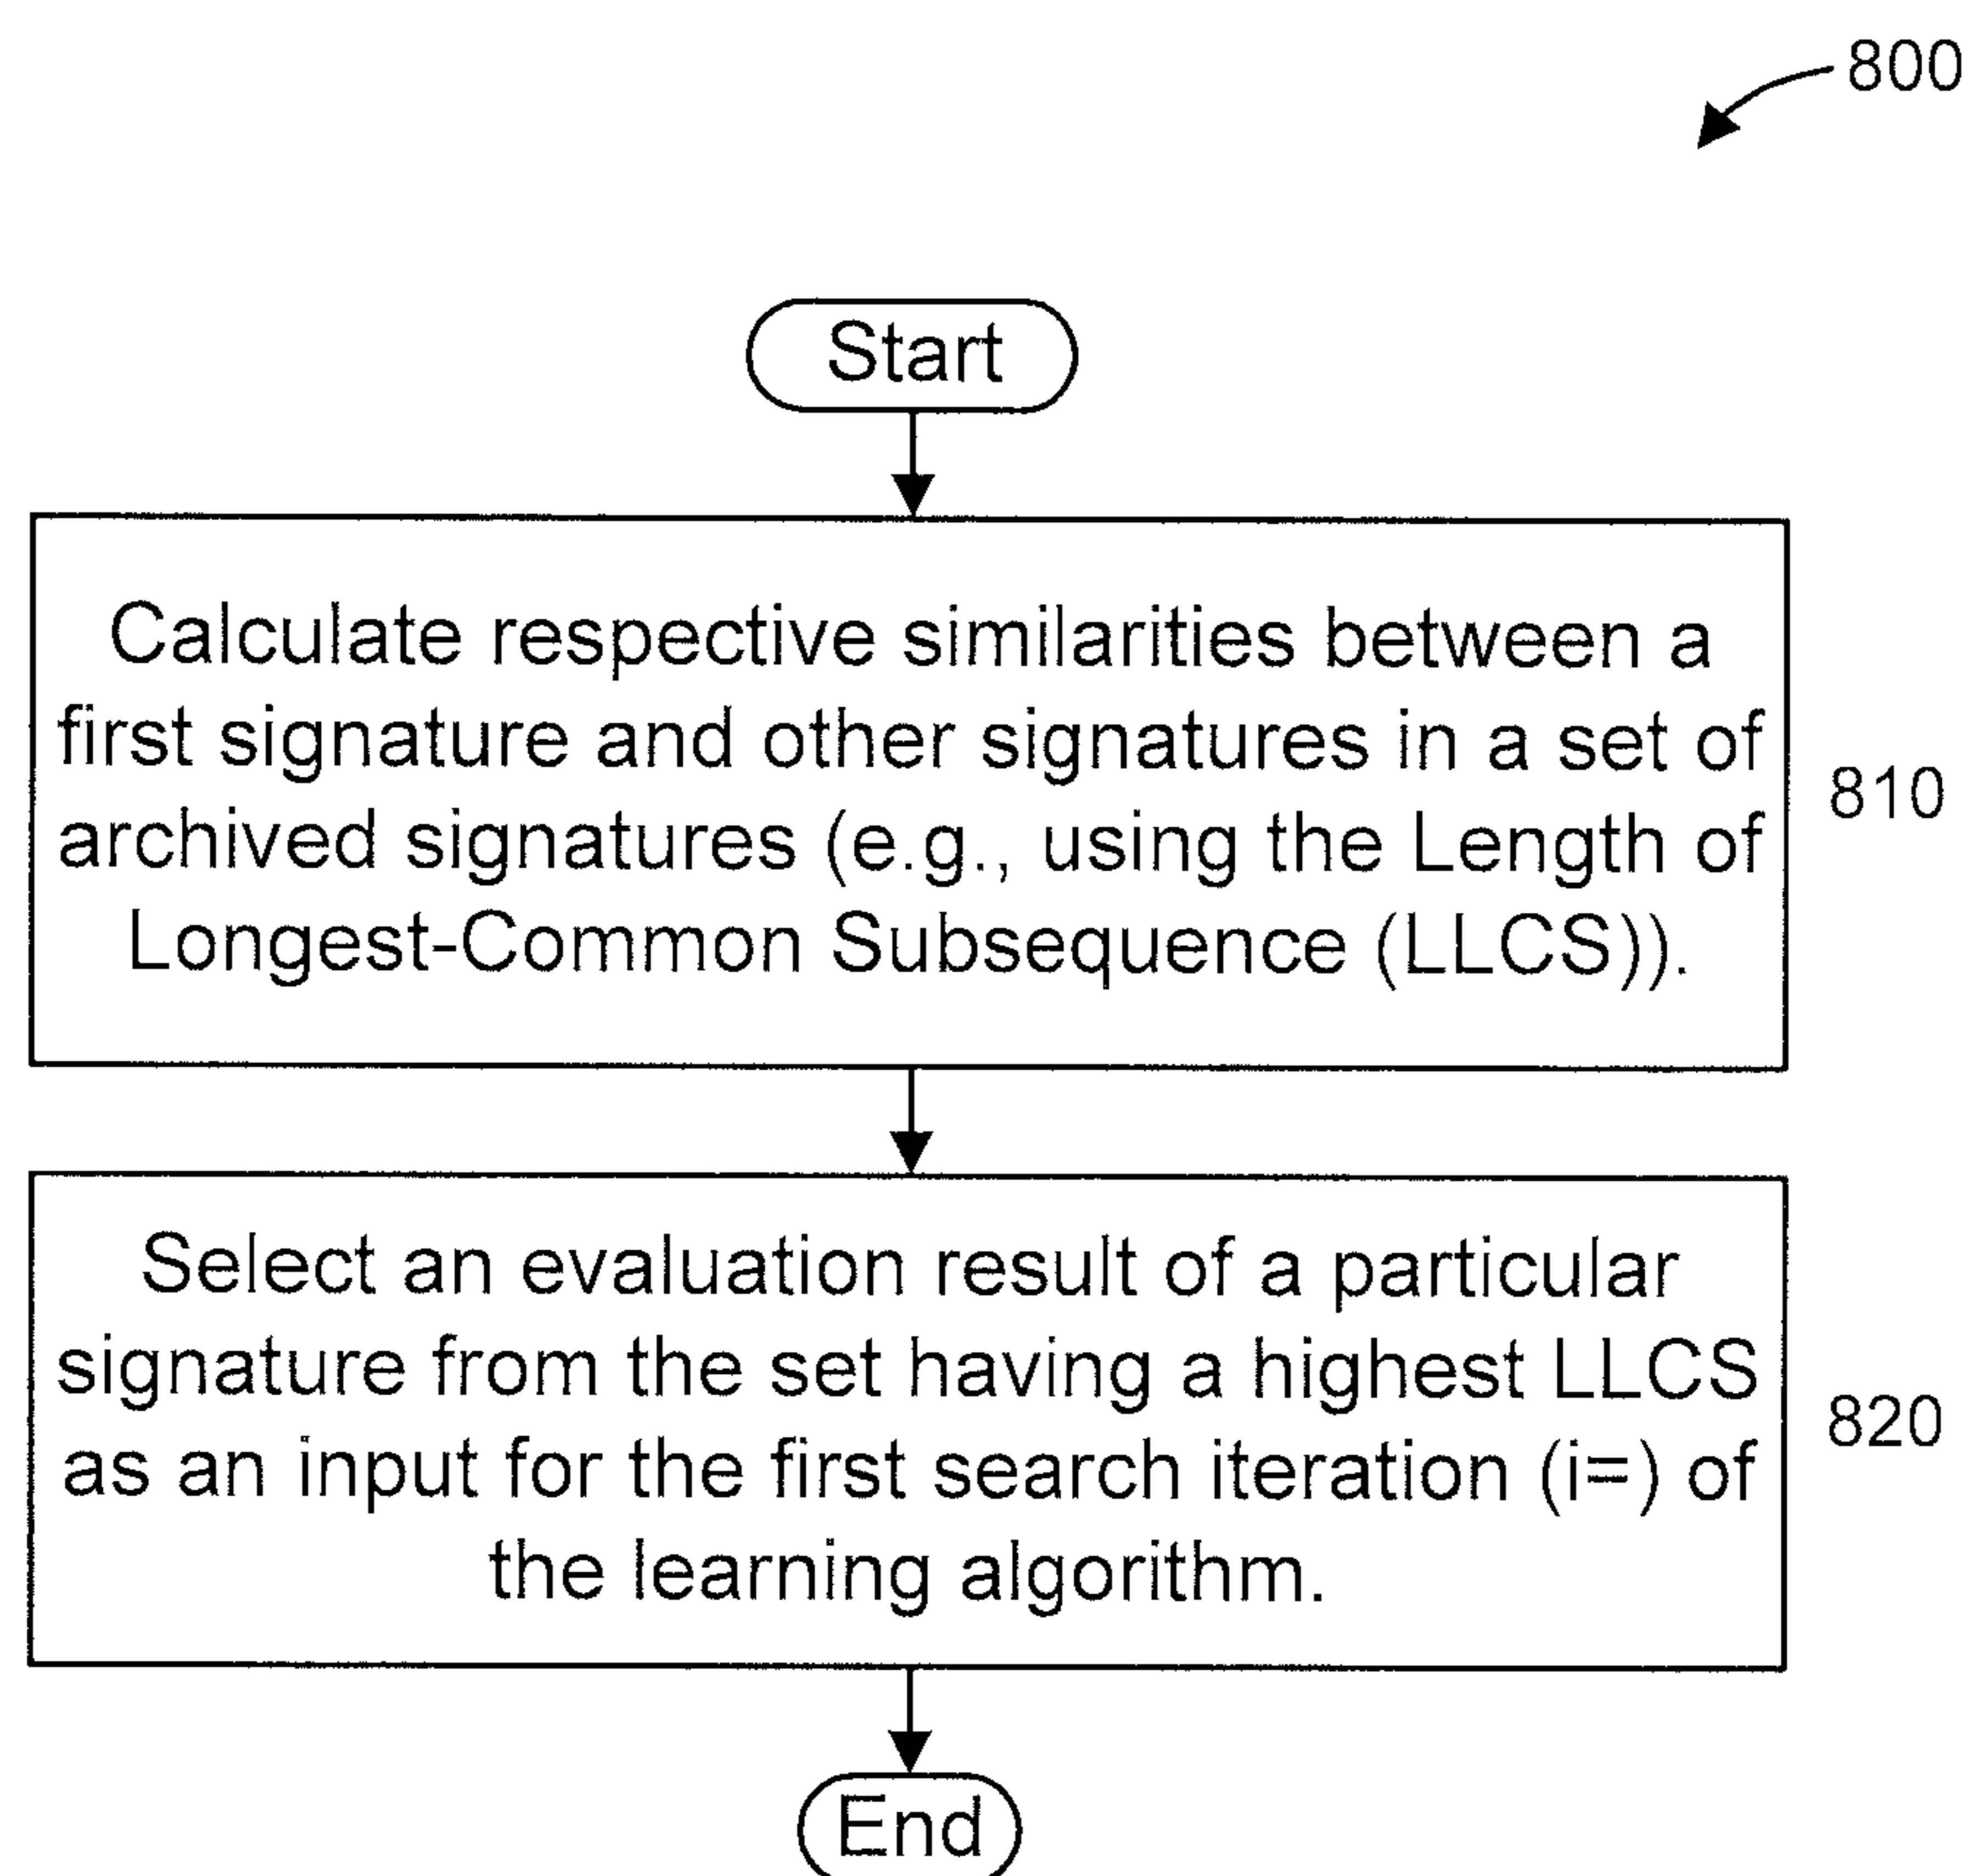 800
Start
Calculate respective similarities between a
first signature and other signatures in a set of
archived signatures (e.g., using the Length of
Longest-Common Subsequence (LLCS)).
810
Select an evaluation result of a particular
signature from the set having a highest LLCS
as an input for the first search iteration (i=) of
the learning algorithm.
820
End